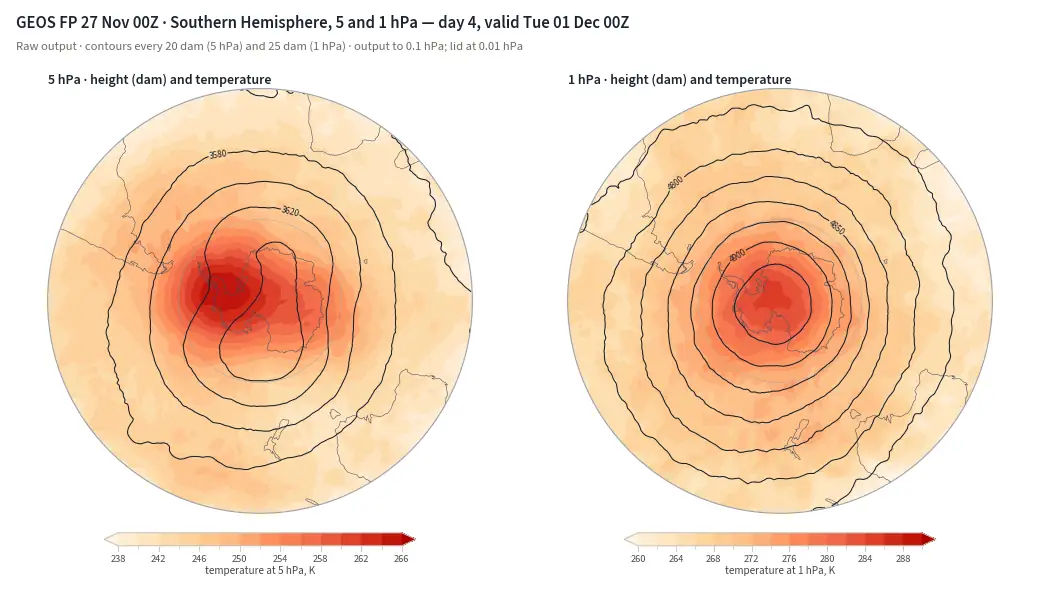 GEOS FP 27 Nov 00Z · Southern Hemisphere, 5 and 1 hPa — day 4, valid Tue 01 Dec 00Z
Raw output · contours every 20 dam (5 hPa) and 25 dam (1 hPa) · output to 0.1 hPa; lid at 0.01 hPa
5 hPa · height (dam) and temperature
3580
3620
238 242 246 250 254 258 262 266
temperature at 5 hPa, K
1 hPa · height (dam) and temperature
4800
4850
4900
260 264 268 272 276 280 284 288
temperature at 1 hPa, K